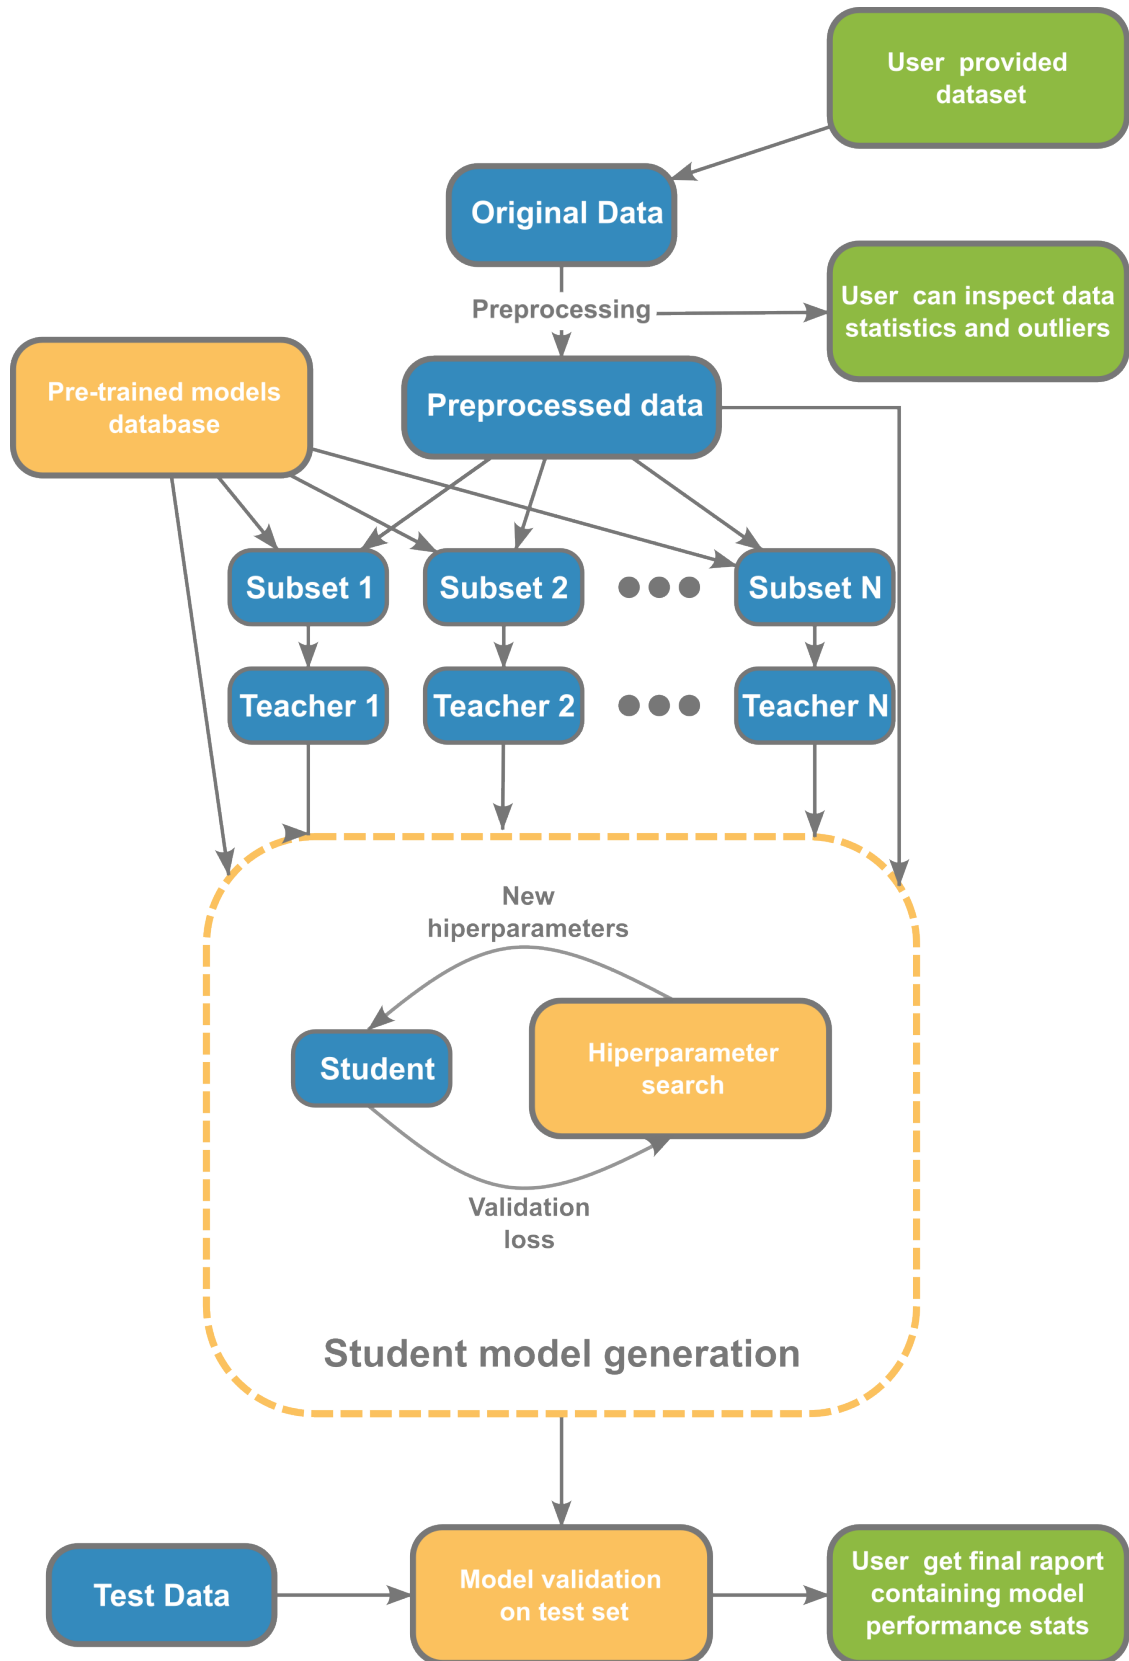 User provided
dataset
Original Data
Preprocessing
User can inspect data
statistics and outliers
Pre-trained models
database
Preprocessed data
Subset 1
Subset 2
Subset N
Teacher 1
Teacher 2
Teacher N
New
hiperparameters
Student
Hiperparameter
search
Validation
loss
Student model generation
Test Data
Model validation
on test set
User get final raport
containing model
performance stats